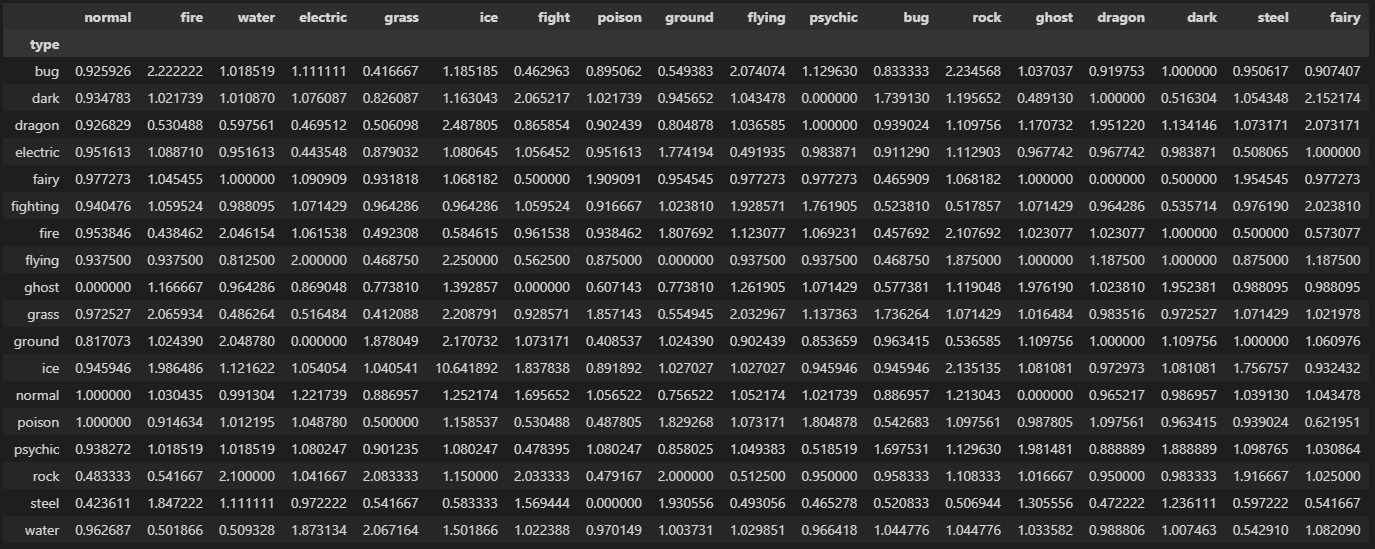 normal fire water electric grass ice fight poison ground flying psychic bug rock ghost dragon dark steel fairy
type
bug 0.925926 2.222222 1.018519 1.111111 0.416667 1.185185 0.462963 0.895062 0.549383 2.074074 1.129630 0.833333 2.234568 1.037037 0.919753 1.000000 0.950617 0.907407
dark 0.934783 1.021739 1.010870 1.076087 0.826087 1.163043 2.065217 1.021739 0.945652 1.043478 0.000000 1.739130 1.195652 0.489130 1.000000 0.516304 1.054348 2.152174
dragon 0.926829 0.530488 0.597561 0.469512 0.506098 2.487805 0.865854 0.902439 0.804878 1.036585 1.000000 0.939024 1.109756 1.170732 1.951220 1.134146 1.073171 2.073171
electric 0.951613 1.088710 0.951613 0.443548 0.879032 1.080645 1.056452 0.951613 1.774194 0.491935 0.983871 0.911290 1.112903 0.967742 0.967742 0.983871 0.508065 1.000000
fairy 0.977273 1.045455 1.000000 1.090909 0.931818 1.068182 0.500000 1.909091 0.954545 0.977273 0.977273 0.465909 1.068182 1.000000 0.000000 0.500000 1.954545 0.977273
fighting 0.940476 1.059524 0.988095 1.071429 0.964286 0.964286 1.059524 0.916667 1.023810 1.928571 1.761905 0.523810 0.517857 1.071429 0.964286 0.535714 0.976190 2.023810
fire 0.953846 0.438462 2.046154 1.061538 0.492308 0.584615 0.961538 0.938462 1.807692 1.123077 1.069231 0.457692 2.107692 1.023077 1.023077 1.000000 0.500000 0.573077
flying 0.937500 0.937500 0.812500 2.000000 0.468750 2.250000 0.562500 0.875000 0.000000 0.937500 0.937500 0.468750 1.875000 1.000000 1.187500 1.000000 0.875000 1.187500
ghost 0.000000 1.166667 0.964286 0.869048 0.773810 1.392857 0.000000 0.607143 0.773810 1.261905 1.071429 0.577381 1.119048 1.976190 1.023810 1.952381 0.988095 0.988095
grass 0.972527 2.065934 0.486264 0.516484 0.412088 2.208791 0.928571 1.857143 0.554945 2.032967 1.137363 1.736264 1.071429 1.016484 0.983516 0.972527 1.071429 1.021978
ground 0.817073 1.024390 2.048780 0.000000 1.878049 2.170732 1.073171 0.408537 1.024390 0.902439 0.853659 0.963415 0.536585 1.109756 1.000000 1.109756 1.000000 1.060976
ice 0.945946 1.986486 1.121622 1.054054 1.040541 10.641892 1.837838 0.891892 1.027027 1.027027 0.945946 0.945946 2.135135 1.081081 0.972973 1.081081 1.756757 0.932432
normal 1.000000 1.030435 0.991304 1.221739 0.886957 1.252174 1.695652 1.056522 0.756522 1.052174 1.021739 0.886957 1.213043 0.000000 0.965217 0.986957 1.039130 1.043478
poison 1.000000 0.914634 1.012195 1.048780 0.500000 1.158537 0.530488 0.487805 1.829268 1.073171 1.804878 0.542683 1.097561 0.987805 1.097561 0.963415 0.939024 0.621951
psychic 0.938272 1.018519 1.018519 1.080247 0.901235 1.080247 0.478395 1.080247 0.858025 1.049383 0.518519 1.697531 1.129630 1.981481 0.888889 1.888889 1.098765 1.030864
rock 0.483333 0.541667 2.100000 1.041667 2.083333 1.150000 2.033333 0.479167 2.000000 0.512500 0.950000 0.958333 1.108333 1.016667 0.950000 0.983333 1.916667 1.025000
steel 0.423611 1.847222 1.111111 0.972222 0.541667 0.583333 1.569444 0.000000 1.930556 0.493056 0.465278 0.520833 0.506944 1.305556 0.472222 1.236111 0.597222 0.541667
water 0.962687 0.501866 0.509328 1.873134 2.067164 1.501866 1.022388 0.970149 1.003731 1.029851 0.966418 1.044776 1.044776 1.033582 0.988806 1.007463 0.542910 1.082090